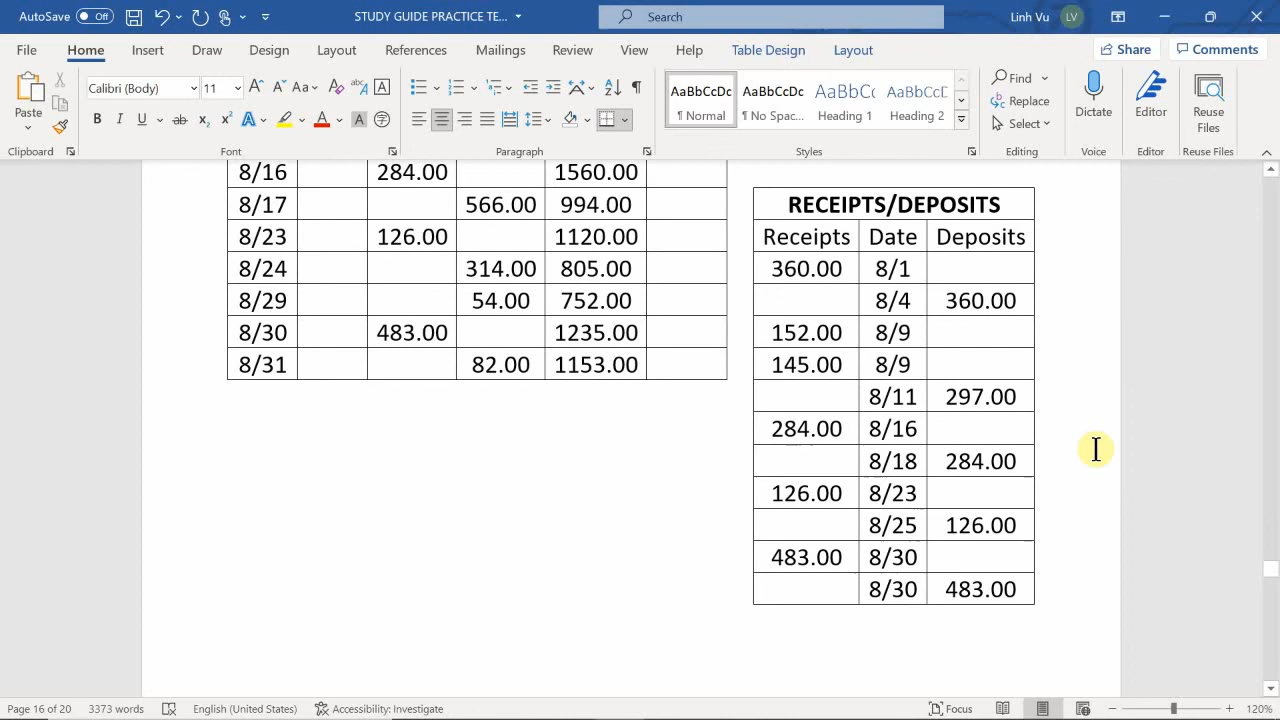 AutoSave Off STUDY GUIDE PRACTICE TE... Search Linh Vu LV
File Home Insert Draw Design Layout References Mailings Review View Help Table Design Layout Share Comments
Paste Calibri (Body) 11 AaBbCcDc AaBbCcDc AaBbCc AaBbCcC Find Replace Select Dictate Editor Reuse Files
¶ Normal ¶ No Spac... Heading 1 Heading 2
Clipboard Font Paragraph Styles Editing Voice Editor Reuse Files
8/16 284.00 1560.00
8/17 566.00 994.00
8/23 126.00 1120.00
8/24 314.00 805.00
8/29 54.00 752.00
8/30 483.00 1235.00
8/31 82.00 1153.00
RECEIPTS/DEPOSITS
Receipts Date Deposits
360.00 8/1
8/4 360.00
152.00 8/9
145.00 8/9
8/11 297.00
284.00 8/16
8/18 284.00
126.00 8/23
8/25 126.00
483.00 8/30
8/30 483.00
Page 16 of 20 3373 words English (United States) Accessibility: Investigate Focus 120%